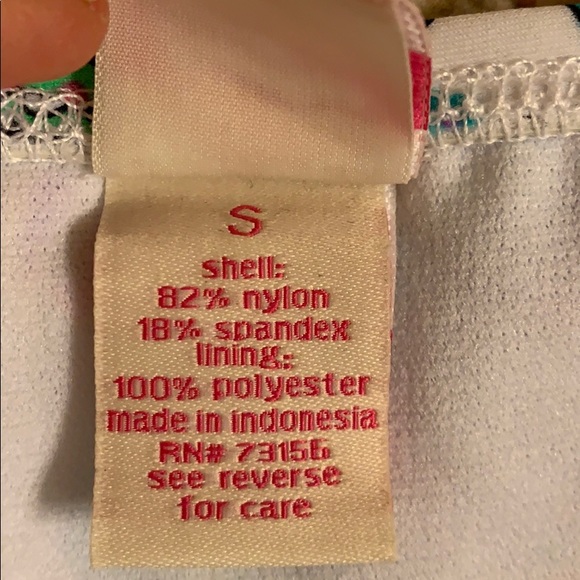 S
shell:
82% nylon
18% spandex
lining:
100% polyester
made in indonesia
RN# 73156
see reverse
for care